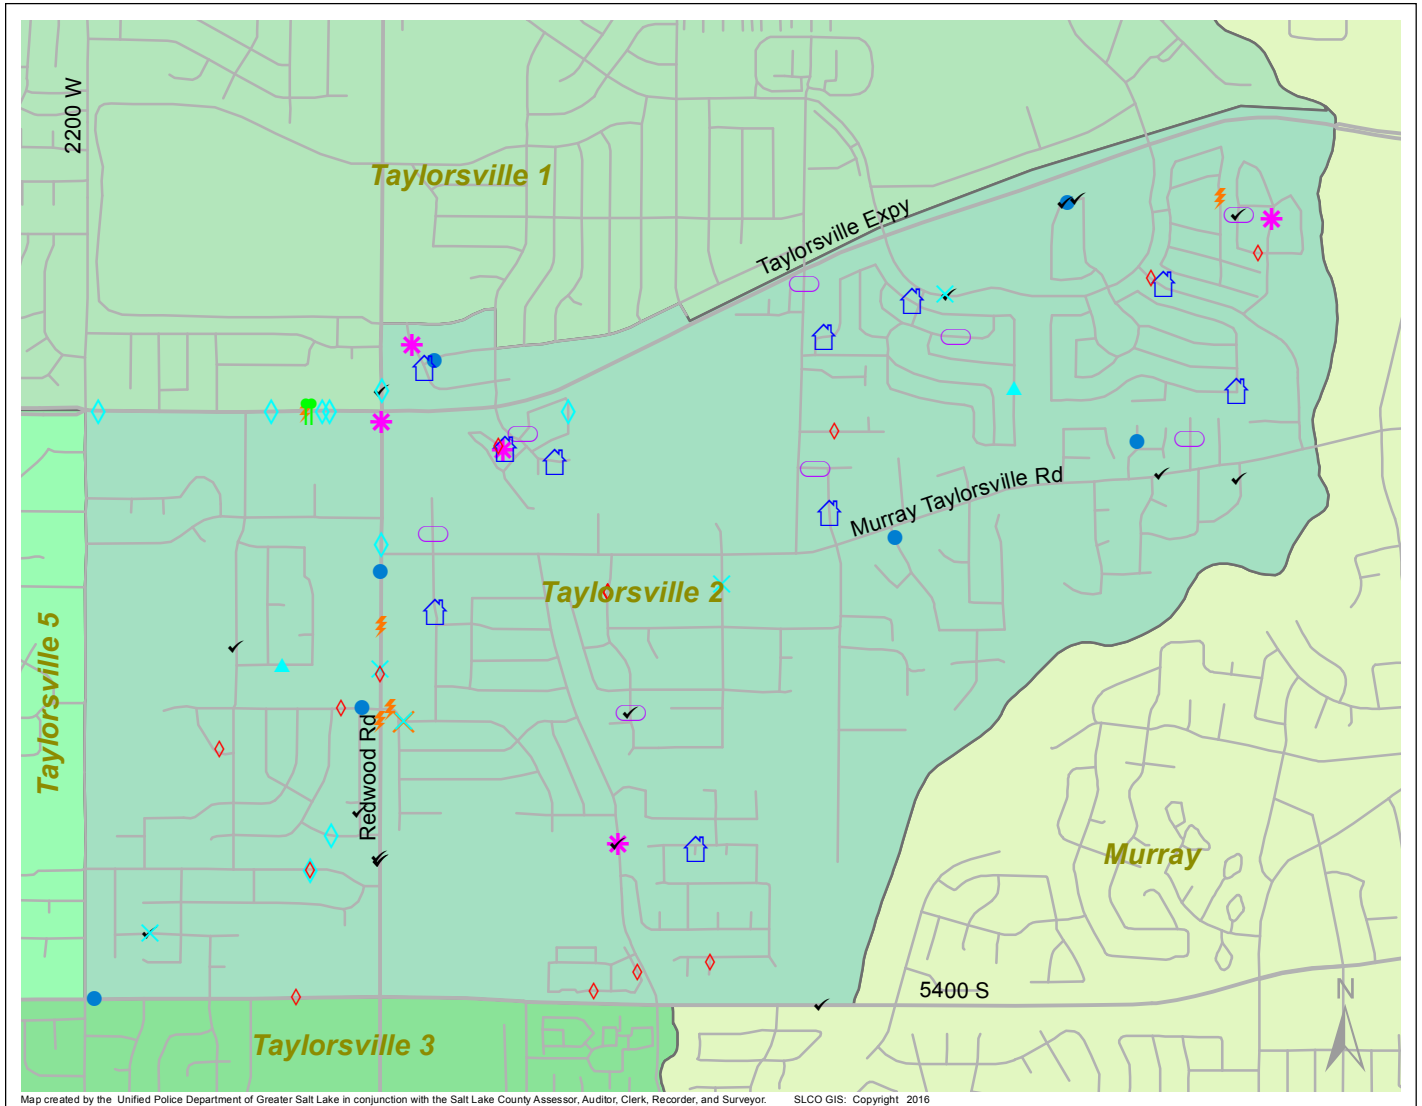 2200 W
Taylorsville 1
Taylorsville Expy
Murray Taylorsville Rd
Taylorsville 2
Taylorsville 5
Redwood Rd
Murray
5400 S
N
Taylorsville 3
Map created by the Unified Police Department of Greater Salt Lake in conjunction with the Salt Lake County Assessor, Auditor, Clerk, Recorder, and Surveyor. SLCO GIS: Copyright 2016